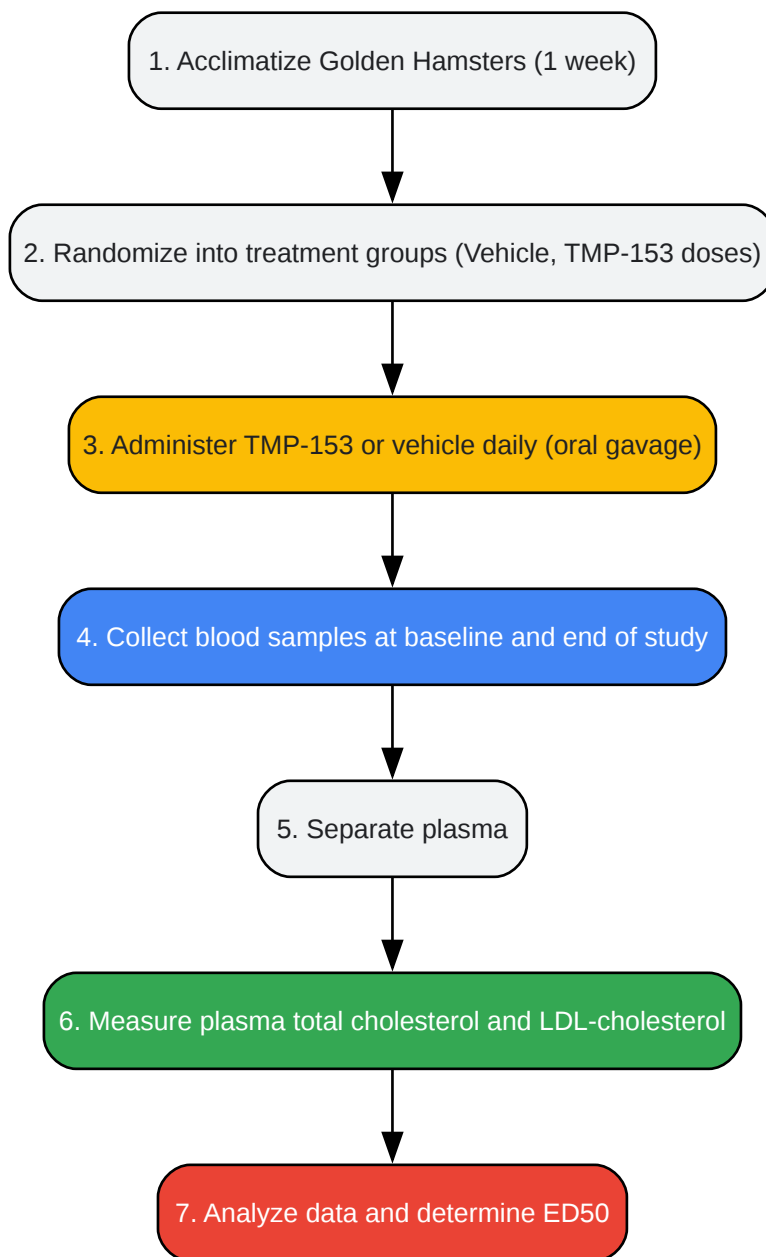 1. Acclimatize Golden Hamsters (1 week)
2. Randomize into treatment groups (Vehicle, TMP-153 doses)
3. Administer TMP-153 or vehicle daily (oral gavage)
4. Collect blood samples at baseline and end of study
5. Separate plasma
6. Measure plasma total cholesterol and LDL-cholesterol
7. Analyze data and determine ED50